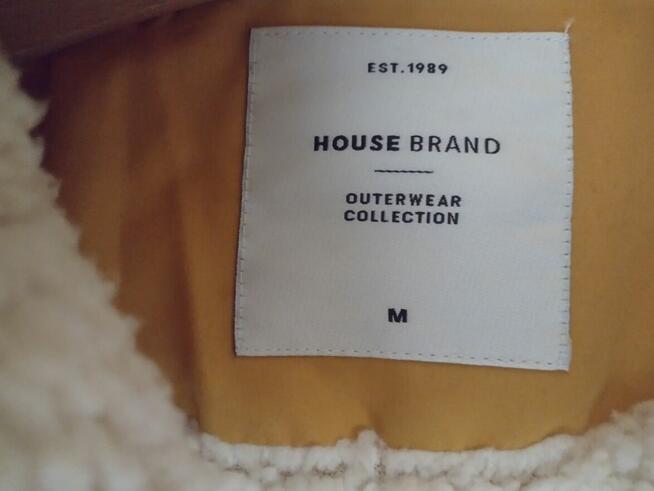 EST.1989
HOUSE BRAND
OUTERWEAR
COLLECTION
M